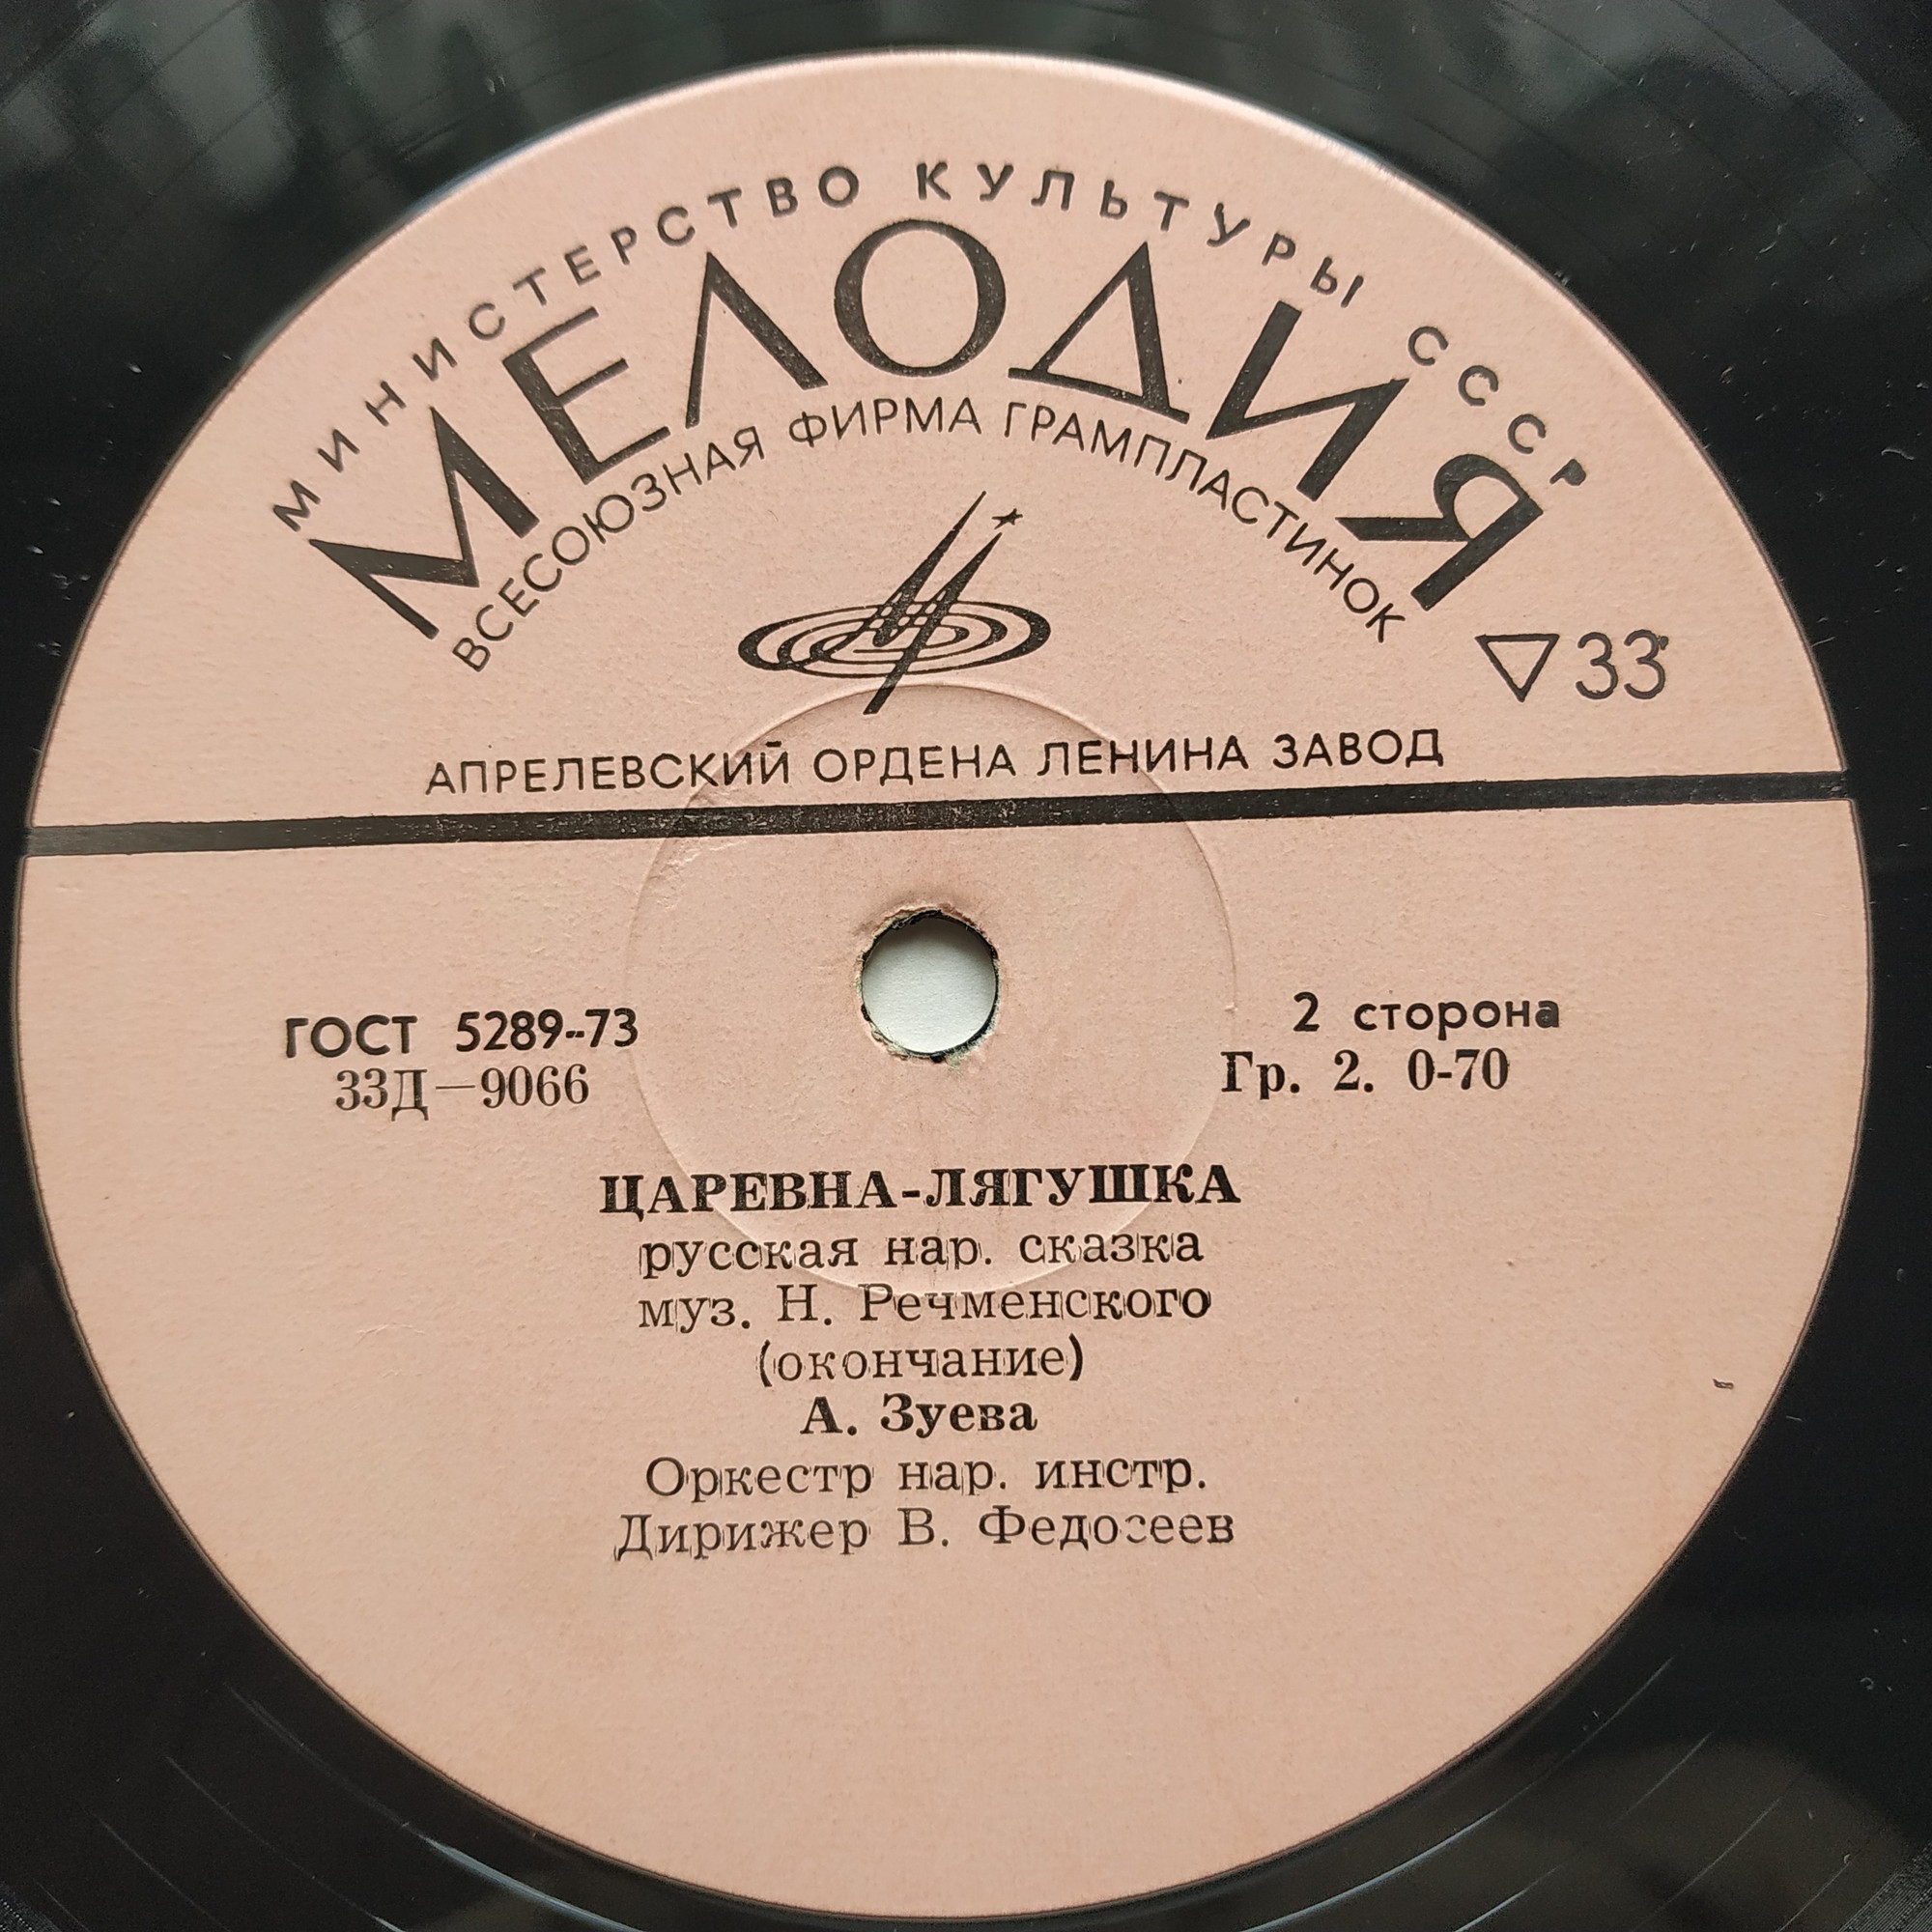 МИНИСТЕРСТВО КУЛЬТУРЫ СССР
МЕЛОДИЯ
ВСЕСОЮЗНАЯ ФИРМА ГРАМПЛАСТИНОК
33
АПРЕЛЕВСКИЙ ОРДЕНА ЛЕНИНА ЗАВОД
ГОСТ 5289-73
33Д—9066
2 сторона
Гр. 2. 0-70
ЦАРЕВНА-ЛЯГУШКА
русская нар. сказка
муз. Н. Речменского
(окончание)
А. Зуева
Оркестр нар. инстр.
Дирижер В. Федосеев